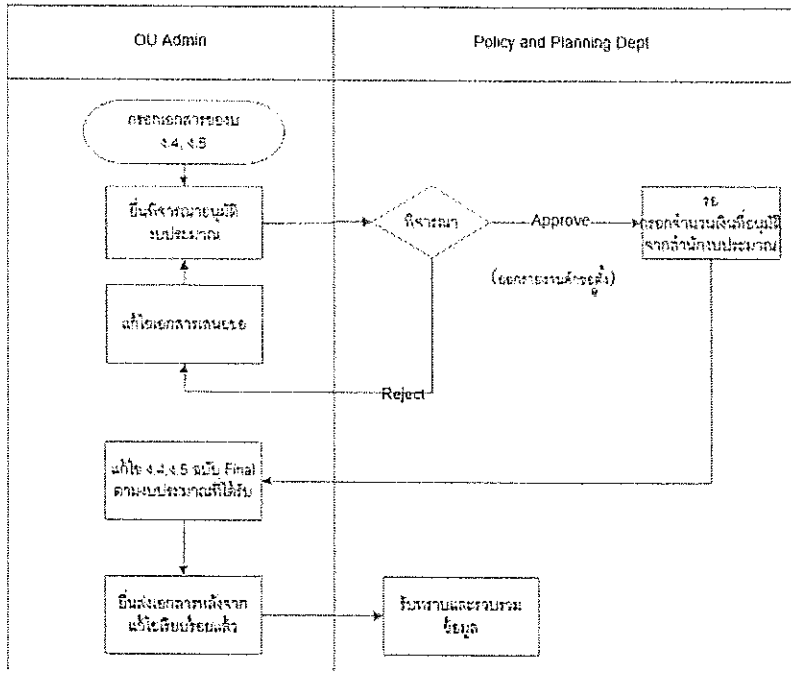 OU Admin
Policy and Planning Dept
กรอกเอกสารของบ
ง.4, ง.5
ยื่นพิจารณาอนุมัติ
งบประมาณ
พิจารณา
Approve
รอ
กรอกจำนวนเงินที่อนุมัติ
จากสำนักงบประมาณ
(ออกรายงานคำขอตั้ง)
แก้ไขเอกสารเสนอขอ
Reject
แก้ไข ง.4,ง.5 ฉบับ Final
ตามงบประมาณที่ได้รับ
ยื่นส่งเอกสารหลังจาก
แก้ไขเรียบร้อยแล้ว
รับทราบและรวบรวม
ข้อมูล